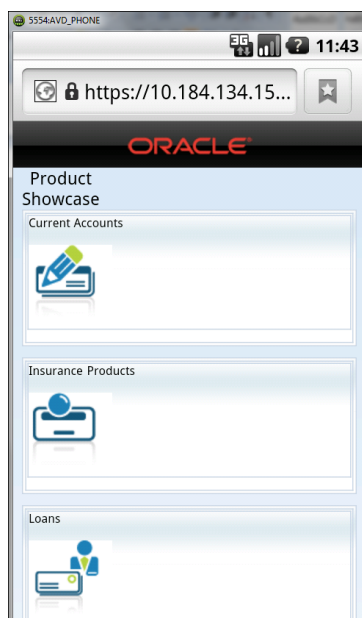 5554:AVD_PHONE
3G
? 11:43
https://10.184.134.15...
ORACLE
Product
Showcase
Current Accounts
Insurance Products
Loans